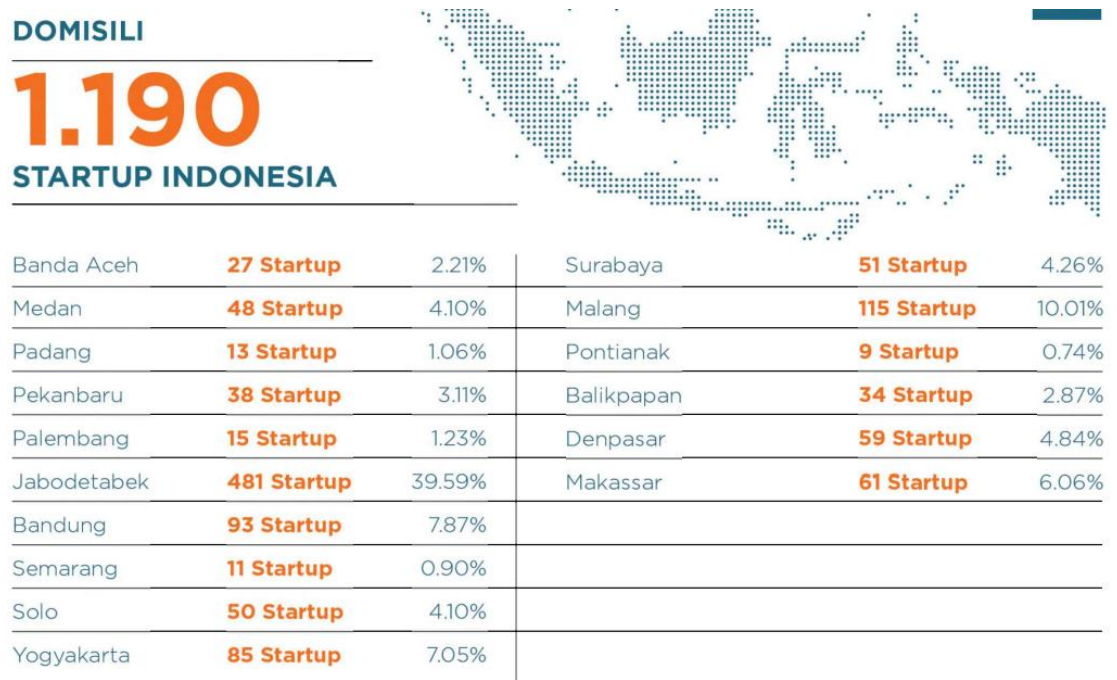 DOMISILI
1.190
STARTUP INDONESIA
Banda Aceh 27 Startup 2.21%
Medan 48 Startup 4.10%
Padang 13 Startup 1.06%
Pekanbaru 38 Startup 3.11%
Palembang 15 Startup 1.23%
Jabodetabek 481 Startup 39.59%
Bandung 93 Startup 7.87%
Semarang 11 Startup 0.90%
Solo 50 Startup 4.10%
Yogyakarta 85 Startup 7.05%
Surabaya 51 Startup 4.26%
Malang 115 Startup 10.01%
Pontianak 9 Startup 0.74%
Balikpapan 34 Startup 2.87%
Denpasar 59 Startup 4.84%
Makassar 61 Startup 6.06%